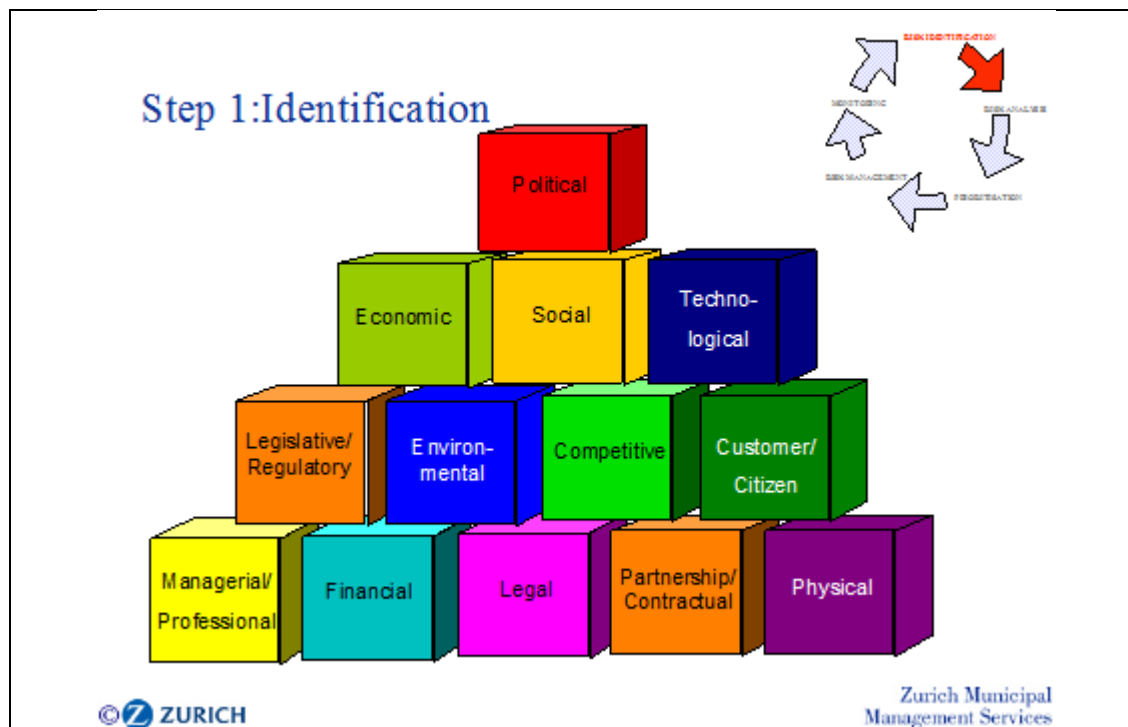 RISK IDENTIFICATION
Step 1:Identification
MONITORING
RISK ANALYSIS
Political
RISK MANAGEMENT
PRIORITISATION
Economic
Social
Techno-
logical
Legislative/
Regulatory
Environ-
mental
Competitive
Customer/
Citizen
Managerial/
Professional
Financial
Legal
Partnership/
Contractual
Physical
© Z ZURICH
Zurich Municipal
Management Services